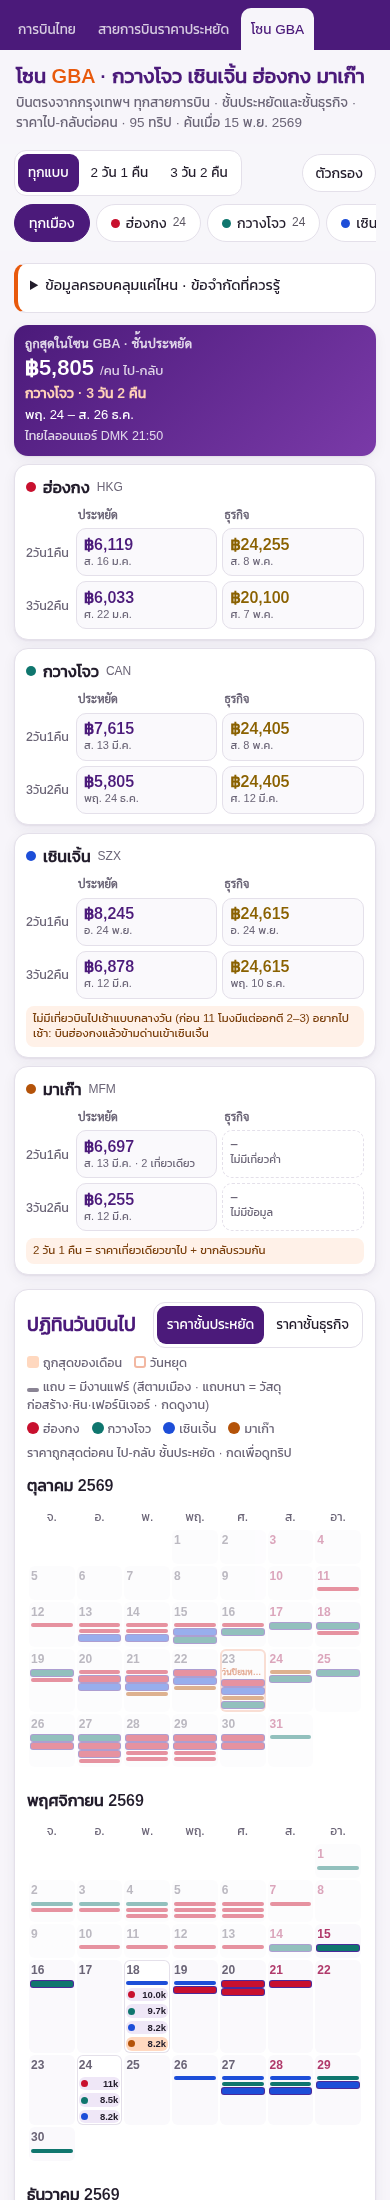 การบินไทย สายการบินราคาประหยัด โซน GBA
โซน GBA · กวางโจว เซินเจิ้น ฮ่องกง มาเก๊า
บินตรงจากกรุงเทพฯ ทุกสายการบิน · ชั้นประหยัดและชั้นธุรกิจ ·
ราคาไป-กลับต่อคน · 95 ทริป · ค้นเมื่อ 15 พ.ย. 2569
ทุกแบบ 2 วัน 1 คืน 3 วัน 2 คืน ตัวกรอง
ทุกเมือง ฮ่องกง 24 กวางโจว 24 เซิน
▶ ข้อมูลครอบคลุมแค่ไหน · ข้อจำกัดที่ควรรู้
ถูกสุดในโซน GBA · ชั้นประหยัด
฿5,805 /คน ไป-กลับ
กวางโจว · 3 วัน 2 คืน
พฤ. 24 – ส. 26 ธ.ค.
ไทยไลออนแอร์ DMK 21:50
ฮ่องกง HKG
ประหยัด ธุรกิจ
2วัน1คืน ฿6,119 ฿24,255
ส. 16 ม.ค. ส. 8 พ.ค.
3วัน2คืน ฿6,033 ฿20,100
ศ. 22 ม.ค. ศ. 7 พ.ค.
กวางโจว CAN
ประหยัด ธุรกิจ
2วัน1คืน ฿7,615 ฿24,405
ส. 13 มี.ค. ส. 8 พ.ค.
3วัน2คืน ฿5,805 ฿24,405
พฤ. 24 ธ.ค. ศ. 12 มี.ค.
เซินเจิ้น SZX
ประหยัด ธุรกิจ
2วัน1คืน ฿8,245 ฿24,615
อ. 24 พ.ย. อ. 24 พ.ย.
3วัน2คืน ฿6,878 ฿24,615
ศ. 12 มี.ค. พฤ. 10 ธ.ค.
ไม่มีเที่ยวบินไปเช้าแบบกลางวัน (ก่อน 11 โมงมีแต่ออกตี 2–3) อยากไป
เช้า: บินฮ่องกงแล้วข้ามด่านเข้าเซินเจิ้น
มาเก๊า MFM
ประหยัด ธุรกิจ
2วัน1คืน ฿6,697 –
ส. 13 มี.ค. · 2 เที่ยวเดียว ไม่มีเที่ยวค่ำ
3วัน2คืน ฿6,255 –
ศ. 12 มี.ค. ไม่มีข้อมูล
2 วัน 1 คืน = ราคาเที่ยวเดียวขาไป + ขากลับรวมกัน
ปฏิทินวันบินไป ราคาชั้นประหยัด ราคาชั้นธุรกิจ
ถูกสุดของเดือน วันหยุด
แถบ = มีงานแฟร์ (สีตามเมือง · แถบหนา = วัสดุ
ก่อสร้าง·หิน·เฟอร์นิเจอร์ · กดดูงาน)
ฮ่องกง กวางโจว เซินเจิ้น มาเก๊า
ราคาถูกสุดต่อคน ไป-กลับ ชั้นประหยัด · กดเพื่อดูทริป
ตุลาคม 2569
จ. อ. พ. พฤ. ศ. ส. อา.
1 2 3 4
5 6 7 8 9 10 11
12 13 14 15 16 17 18
19 20 21 22 23 24 25
วันปิยมห...
26 27 28 29 30 31
พฤศจิกายน 2569
จ. อ. พ. พฤ. ศ. ส. อา.
1
2 3 4 5 6 7 8
9 10 11 12 13 14 15
16 17 18 19 20 21 22
10.0k
9.7k
8.2k
8.2k
23 24 25 26 27 28 29
11k
8.5k
8.2k
30
ธันวาคม 2569